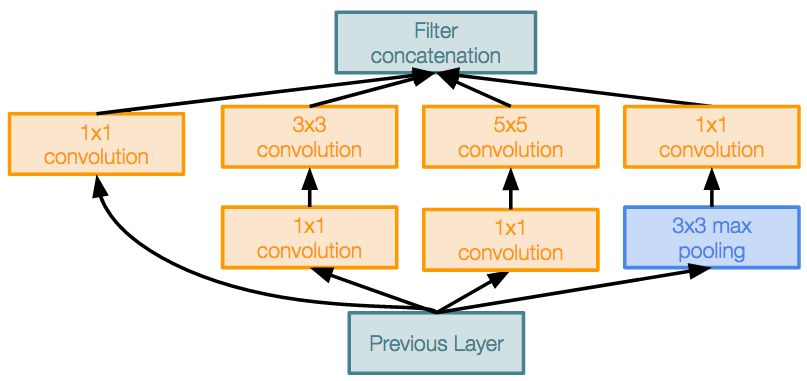 Filter
concatenation
1x1
convolution
3x3
convolution
5x5
convolution
1x1
convolution
1x1
convolution
1x1
convolution
3x3 max
pooling
Previous Layer